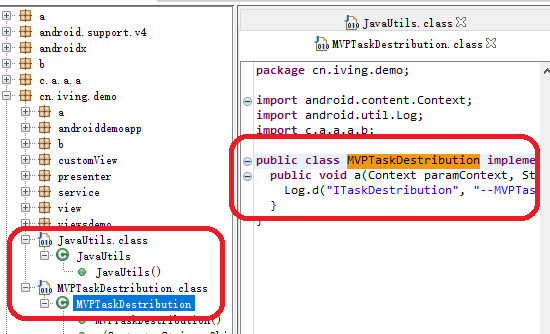 a
android.support.v4
androidx
b
c.a.a.a
cn.iving.demo
a
androiddemoapp
b
customView
presenter
service
view
viewsdemo
JavaUtils.class
JavaUtils
JavaUtils()
MVPTaskDestribution.class
MVPTaskDestribution
MVPTaskDestribution()
JavaUtils.class
MVPTaskDestribution.class
package cn.iving.demo;
import android.content.Context;
import android.util.Log;
import c.a.a.a.b;
public class MVPTaskDestribution impleme
public void a(Context paramContext, St
Log.d("ITaskDestribution", "--MVPTas
}
}